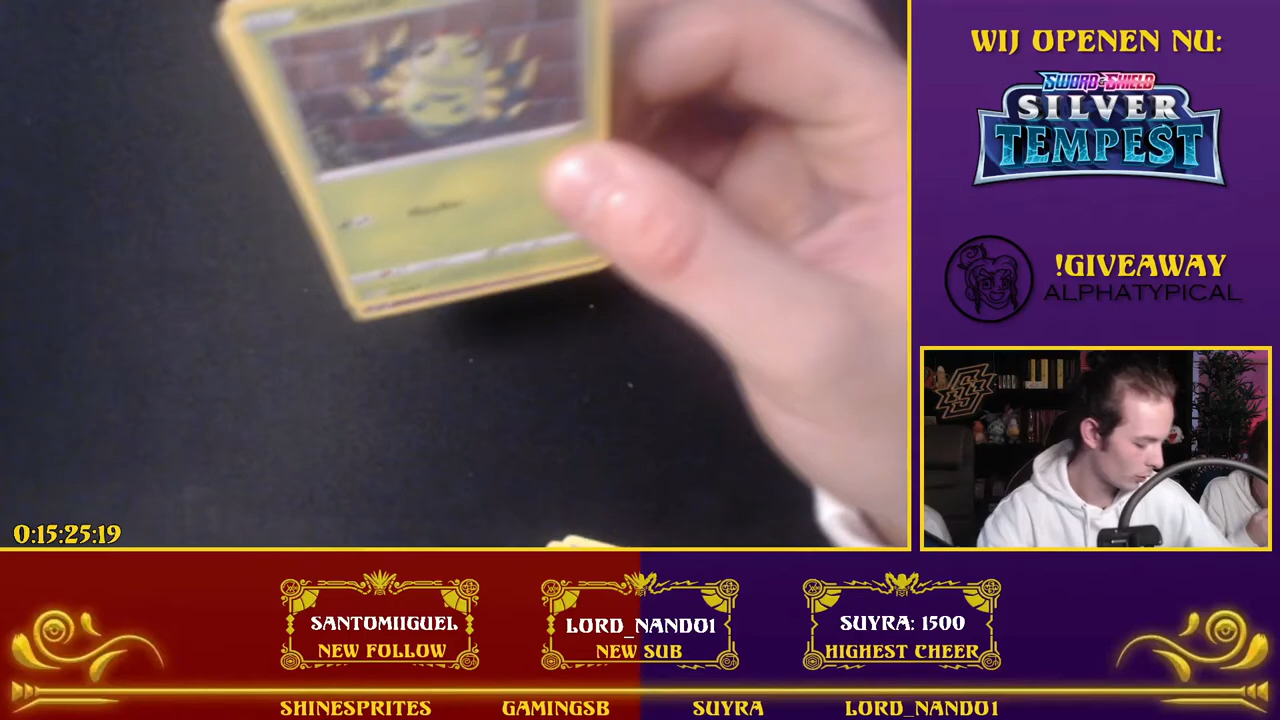 WIJ OPENEN NU:
SWORD & SHIELD
SILVER
TEMPEST
!GIVEAWAY
ALPHATYPICAL
0:15:25:19
SANTOMIIGUEL
NEW FOLLOW
LORD_NANDO1
NEW SUB
SUYRA: 1500
HIGHEST CHEER
SHINESPRITES GAMINGSB SUYRA LORD_NANDO1